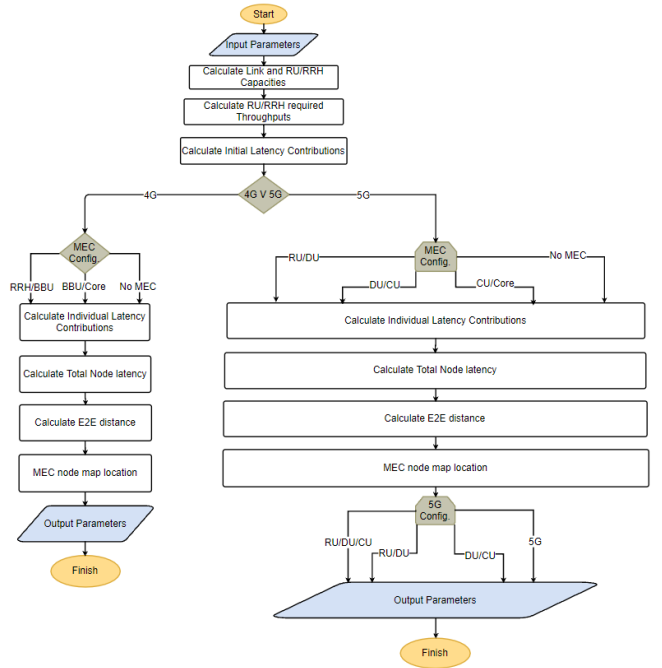 Start
Input Parameters
Calculate Link and RU/RRH
Capacities
Calculate RU/RRH required
Throughputs
Calculate Initial Latency Contributions
4G V 5G
4G
5G
MEC
Config.
RRH/BBU
BBU/Core
No MEC
Calculate Individual Latency
Contributions
Calculate Total Node latency
Calculate E2E distance
MEC node map location
Output Parameters
Finish
MEC
Config.
RU/DU
DU/CU
CU/Core
No MEC
Calculate Individual Latency Contributions
Calculate Total Node latency
Calculate E2E distance
MEC node map location
5G
Config.
RU/DU/CU
RU/DU
DU/CU
5G
Output Parameters
Finish